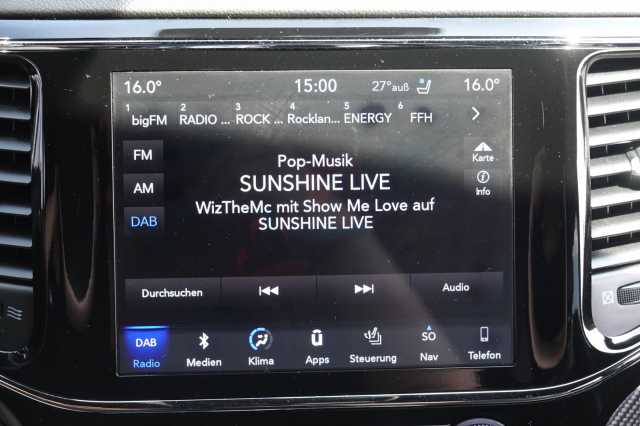 16.0° 15:00 27°auß 16.0°
1 bigFM 2 RADIO ... 3 ROCK ... 4 Rocklan... 5 ENERGY 6 FFH
FM
AM
DAB
Pop-Musik
SUNSHINE LIVE
WizTheMc mit Show Me Love auf
SUNSHINE LIVE
Karte
i
Info
Durchsuchen Audio
DAB
Radio Medien Klima Apps Steuerung Nav Telefon
SO